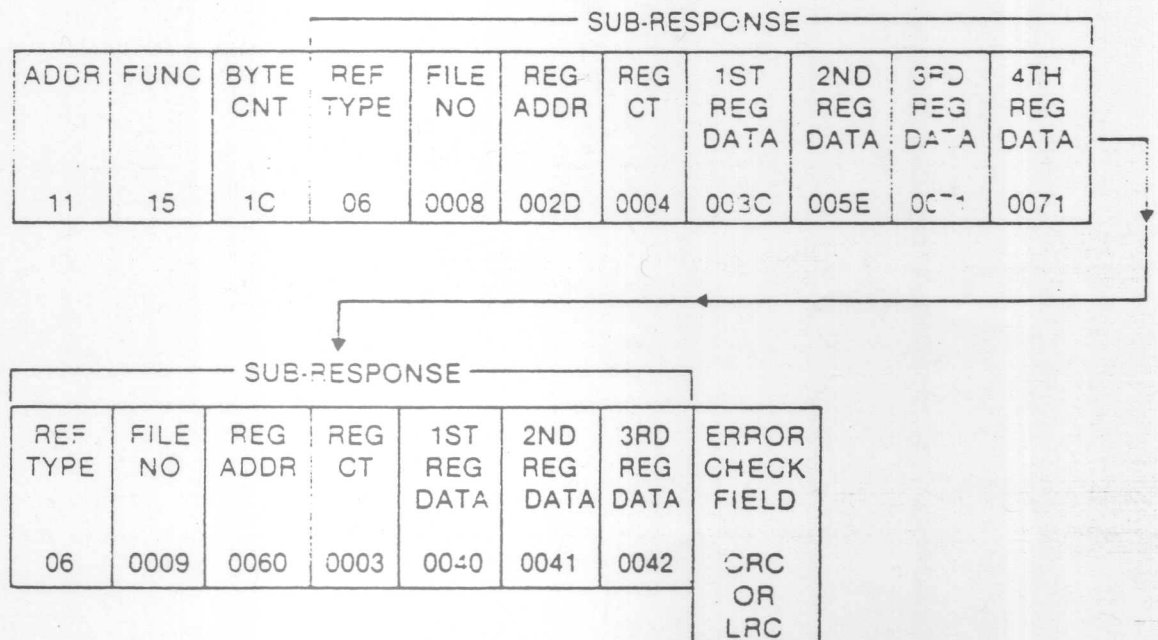 SUB-RESPONSE
ADDR FUNC BYTE CNT REF TYPE FILE NO REG ADDR REG CT 1ST REG DATA 2ND REG DATA 3RD REG DATA 4TH REG DATA
11 15 1C 06 0008 002D 0004 003C 005E 0071
SUB-RESPONSE
REF TYPE FILE NO REG ADDR REG CT 1ST REG DATA 2ND REG DATA 3RD REG DATA ERROR CHECK FIELD
06 0009 0060 0003 0040 0041 0042 CRC
OR
LRC